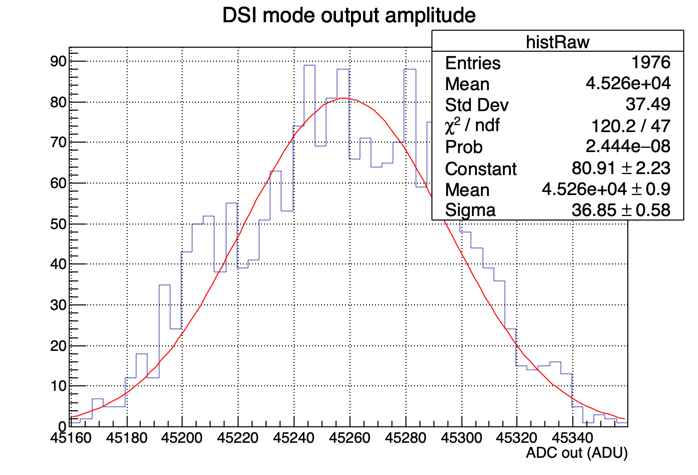 DSI mode output amplitude
histRaw
Entries 1976
Mean 4.526e+04
Std Dev 37.49
χ² / ndf 120.2 / 47
Prob 2.444e−08
Constant 80.91 ± 2.23
Mean 4.526e+04 ± 0.9
Sigma 36.85 ± 0.58
90
80
70
60
50
40
30
20
10
0
45160 45180 45200 45220 45240 45260 45280 45300 45320 45340
ADC out (ADU)